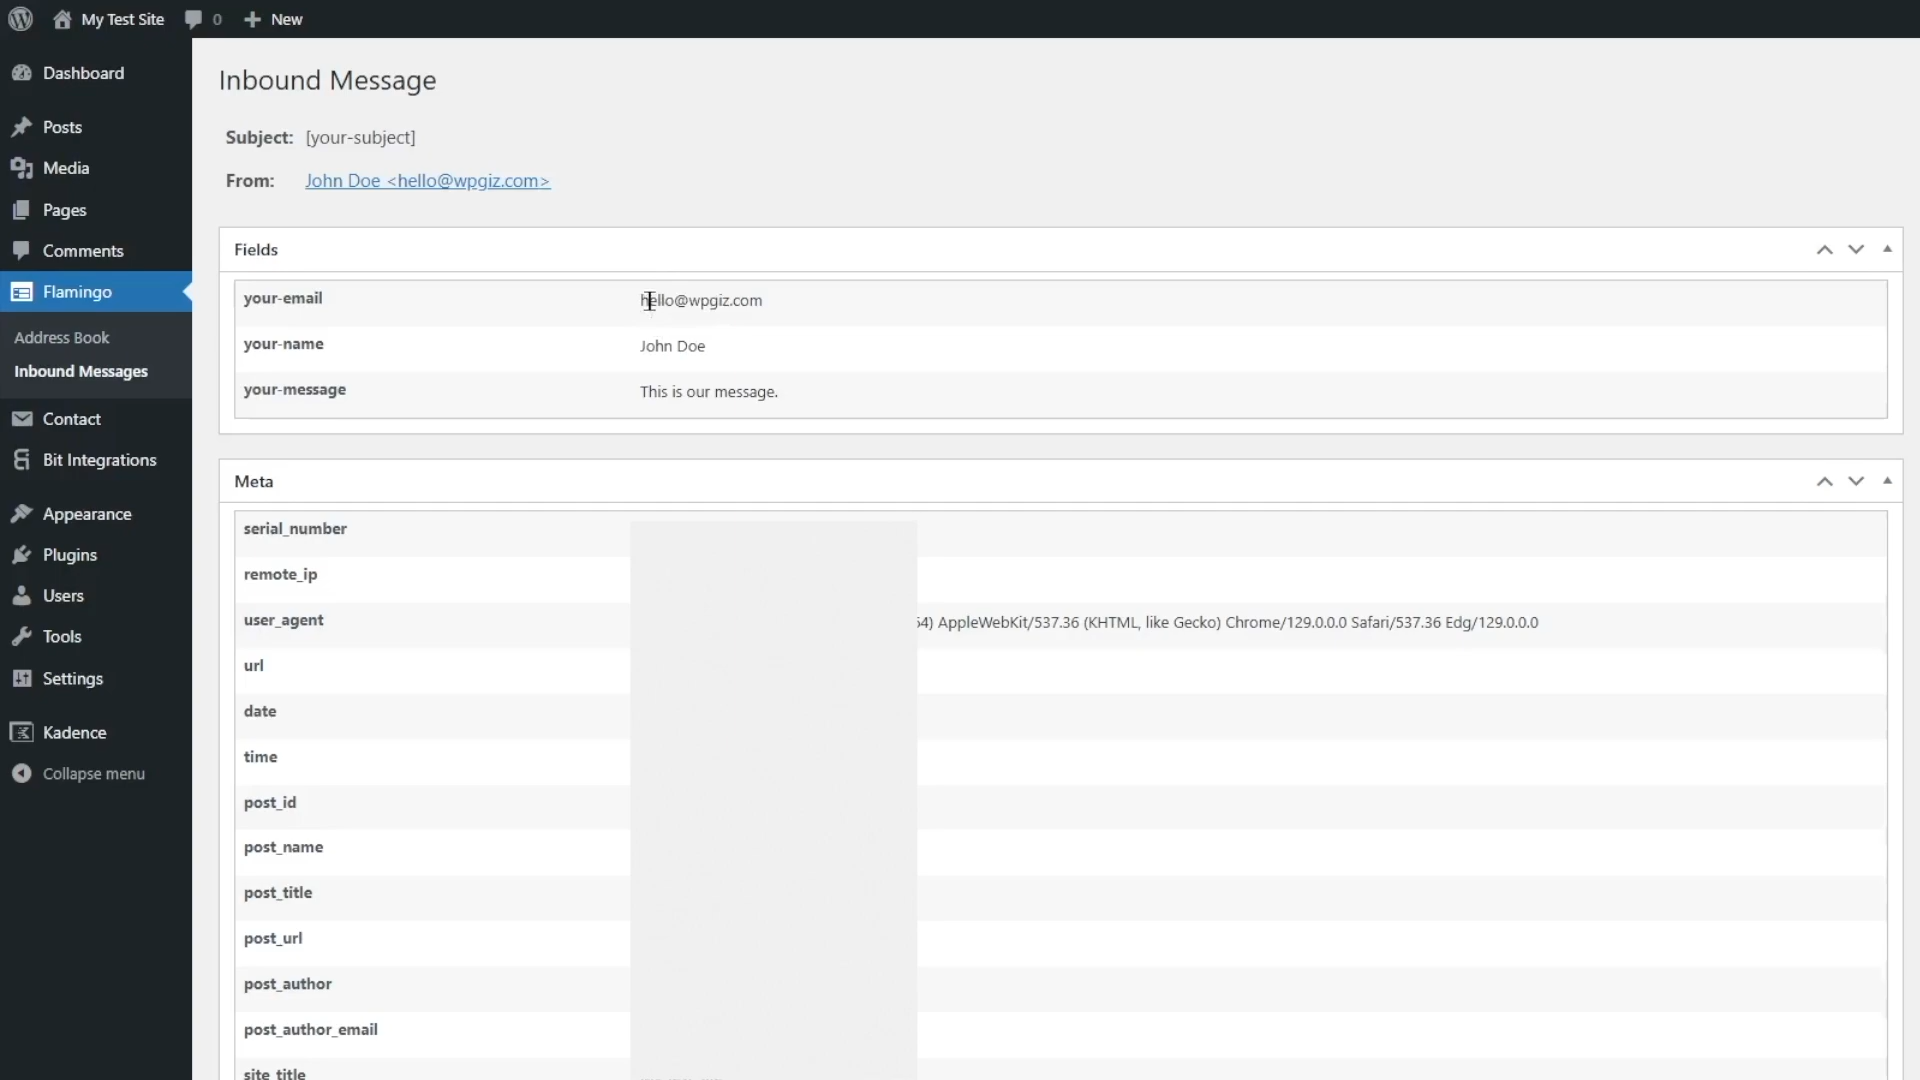 My Test Site 0 New
Dashboard
Posts
Media
Pages
Comments
Flamingo
Address Book
Inbound Messages
Contact
Bit Integrations
Appearance
Plugins
Users
Tools
Settings
Kadence
Collapse menu
Inbound Message
Subject: [your-subject]
From: John Doe <hello@wpgiz.com>
Fields
your-email hello@wpgiz.com
your-name John Doe
your-message This is our message.
Meta
serial_number
remote_ip
user_agent 64) AppleWebKit/537.36 (KHTML, like Gecko) Chrome/129.0.0.0 Safari/537.36 Edg/129.0.0.0
url
date
time
post_id
post_name
post_title
post_url
post_author
post_author_email
site_title